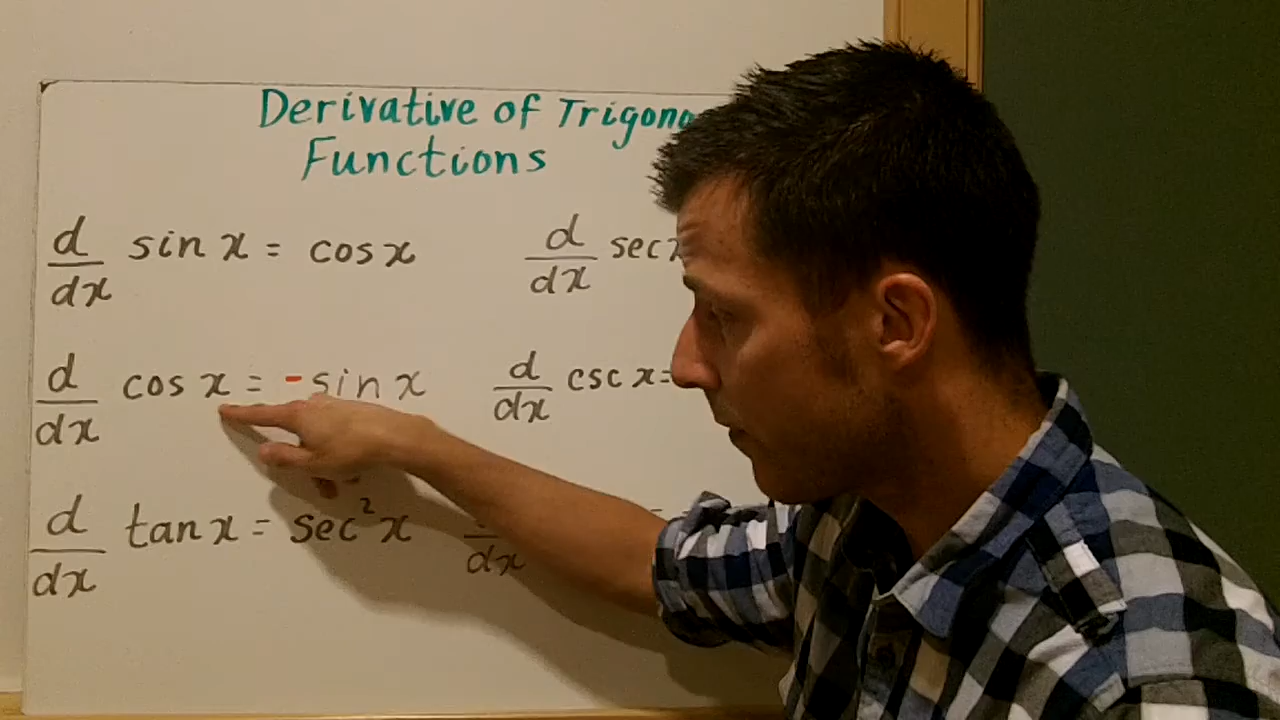 Derivative of Trigono
Functions
d/dx sin x = cos x
d/dx sec x
d/dx cos x = -sin x
d/dx csc x =
d/dx tan x = sec² x
d/dx =